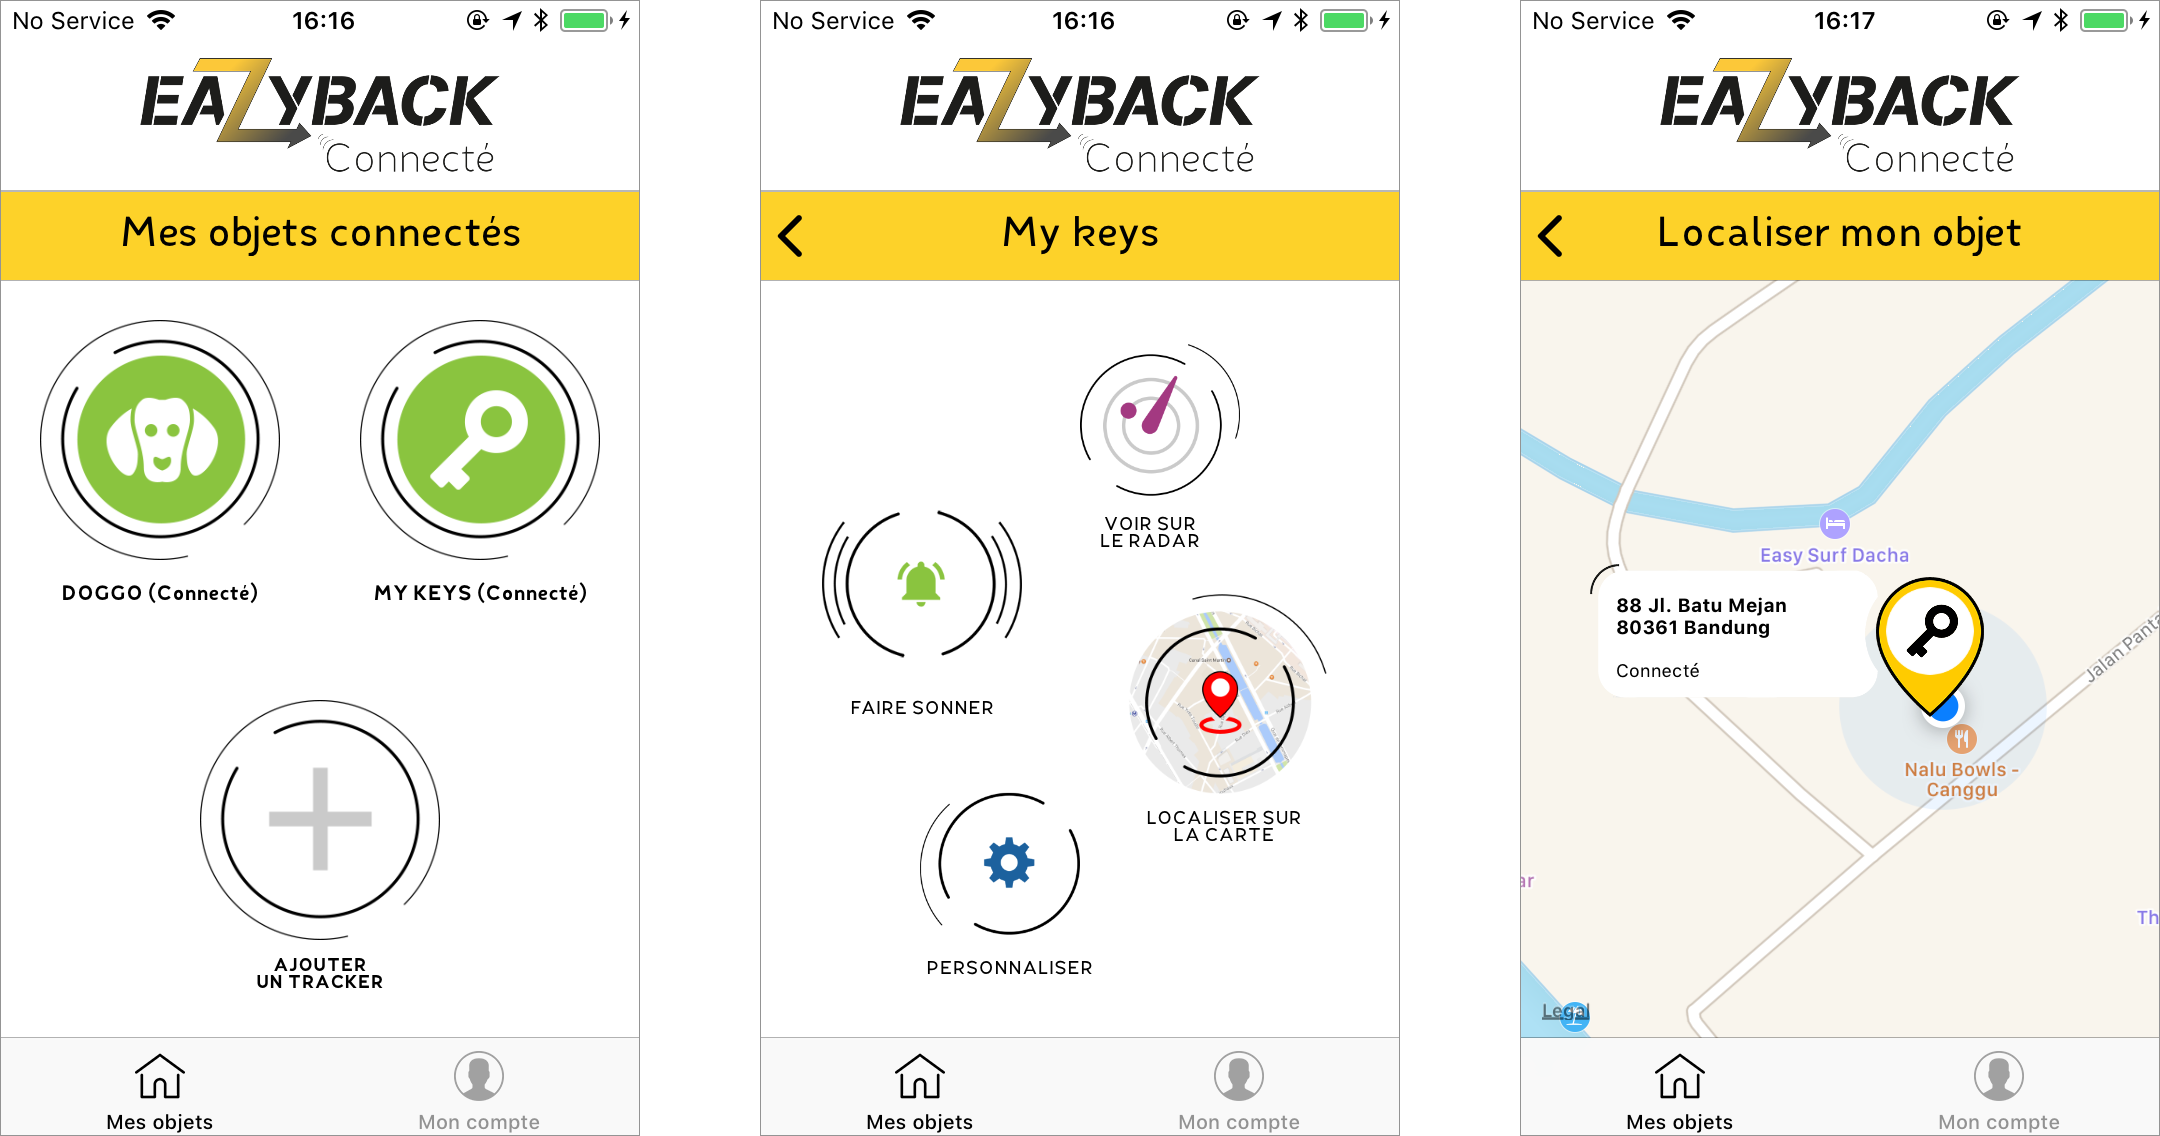 No Service 16:16
EAZYBACK
Connecté
Mes objets connectés
DOGGO (Connecté)
MY KEYS (Connecté)
AJOUTER
UN TRACKER
Mes objets
Mon compte
No Service 16:16
EAZYBACK
Connecté
My keys
VOIR SUR
LE RADAR
FAIRE SONNER
LOCALISER SUR
LA CARTE
PERSONNALISER
Mes objets
Mon compte
No Service 16:17
EAZYBACK
Connecté
Localiser mon objet
Easy Surf Dacha
88 Jl. Batu Mejan
80361 Bandung
Connecté
Jalan Panta
Nalu Bowls -
Canggu
ar
Th
Legal
Mes objets
Mon compte